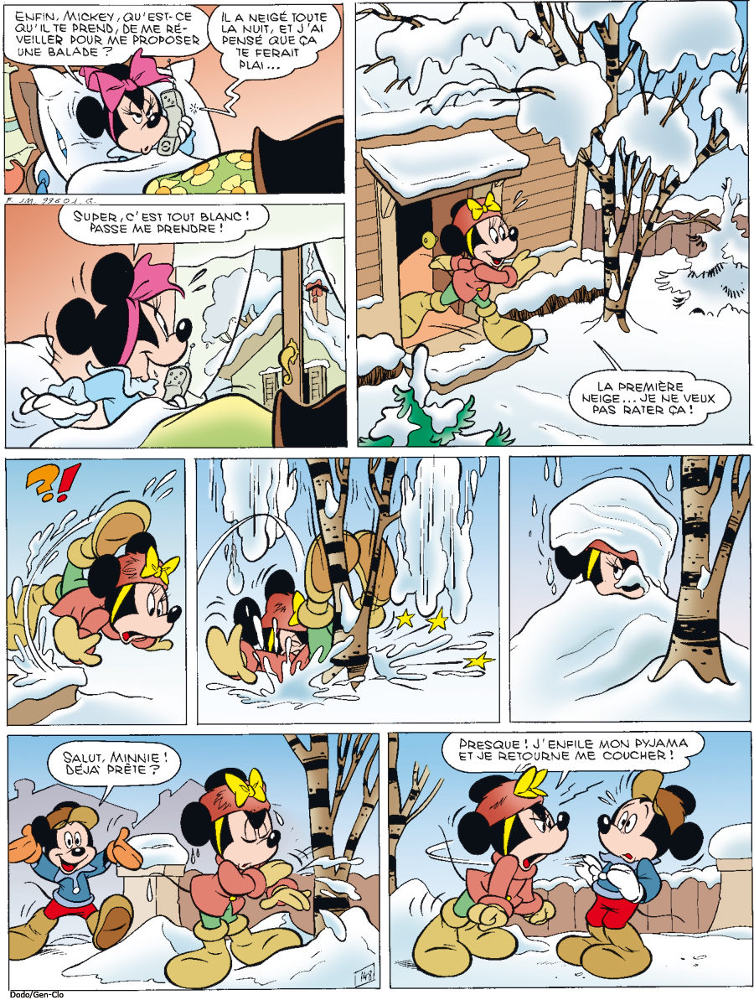 ENFIN, MICKEY, QU'EST-CE
QU'IL TE PREND, DE ME RÉ-
VEILLER POUR ME PROPOSER
UNE BALADE ?
IL A NEIGÉ TOUTE
LA NUIT, ET J'AI
PENSÉ QUE ÇA
TE FERAIT
PLAI...
F. JM. 99601. G.
SUPER, C'EST TOUT BLANC !
PASSE ME PRENDRE !
LA PREMIÈRE
NEIGE... JE NE VEUX
PAS RATER ÇA !
?!
SALUT, MINNIE !
DÉJÀ PRÊTE ?
148
PRESQUE ! J'ENFILE MON PYJAMA
ET JE RETOURNE ME COUCHER !
Dodo/Gen-Clo